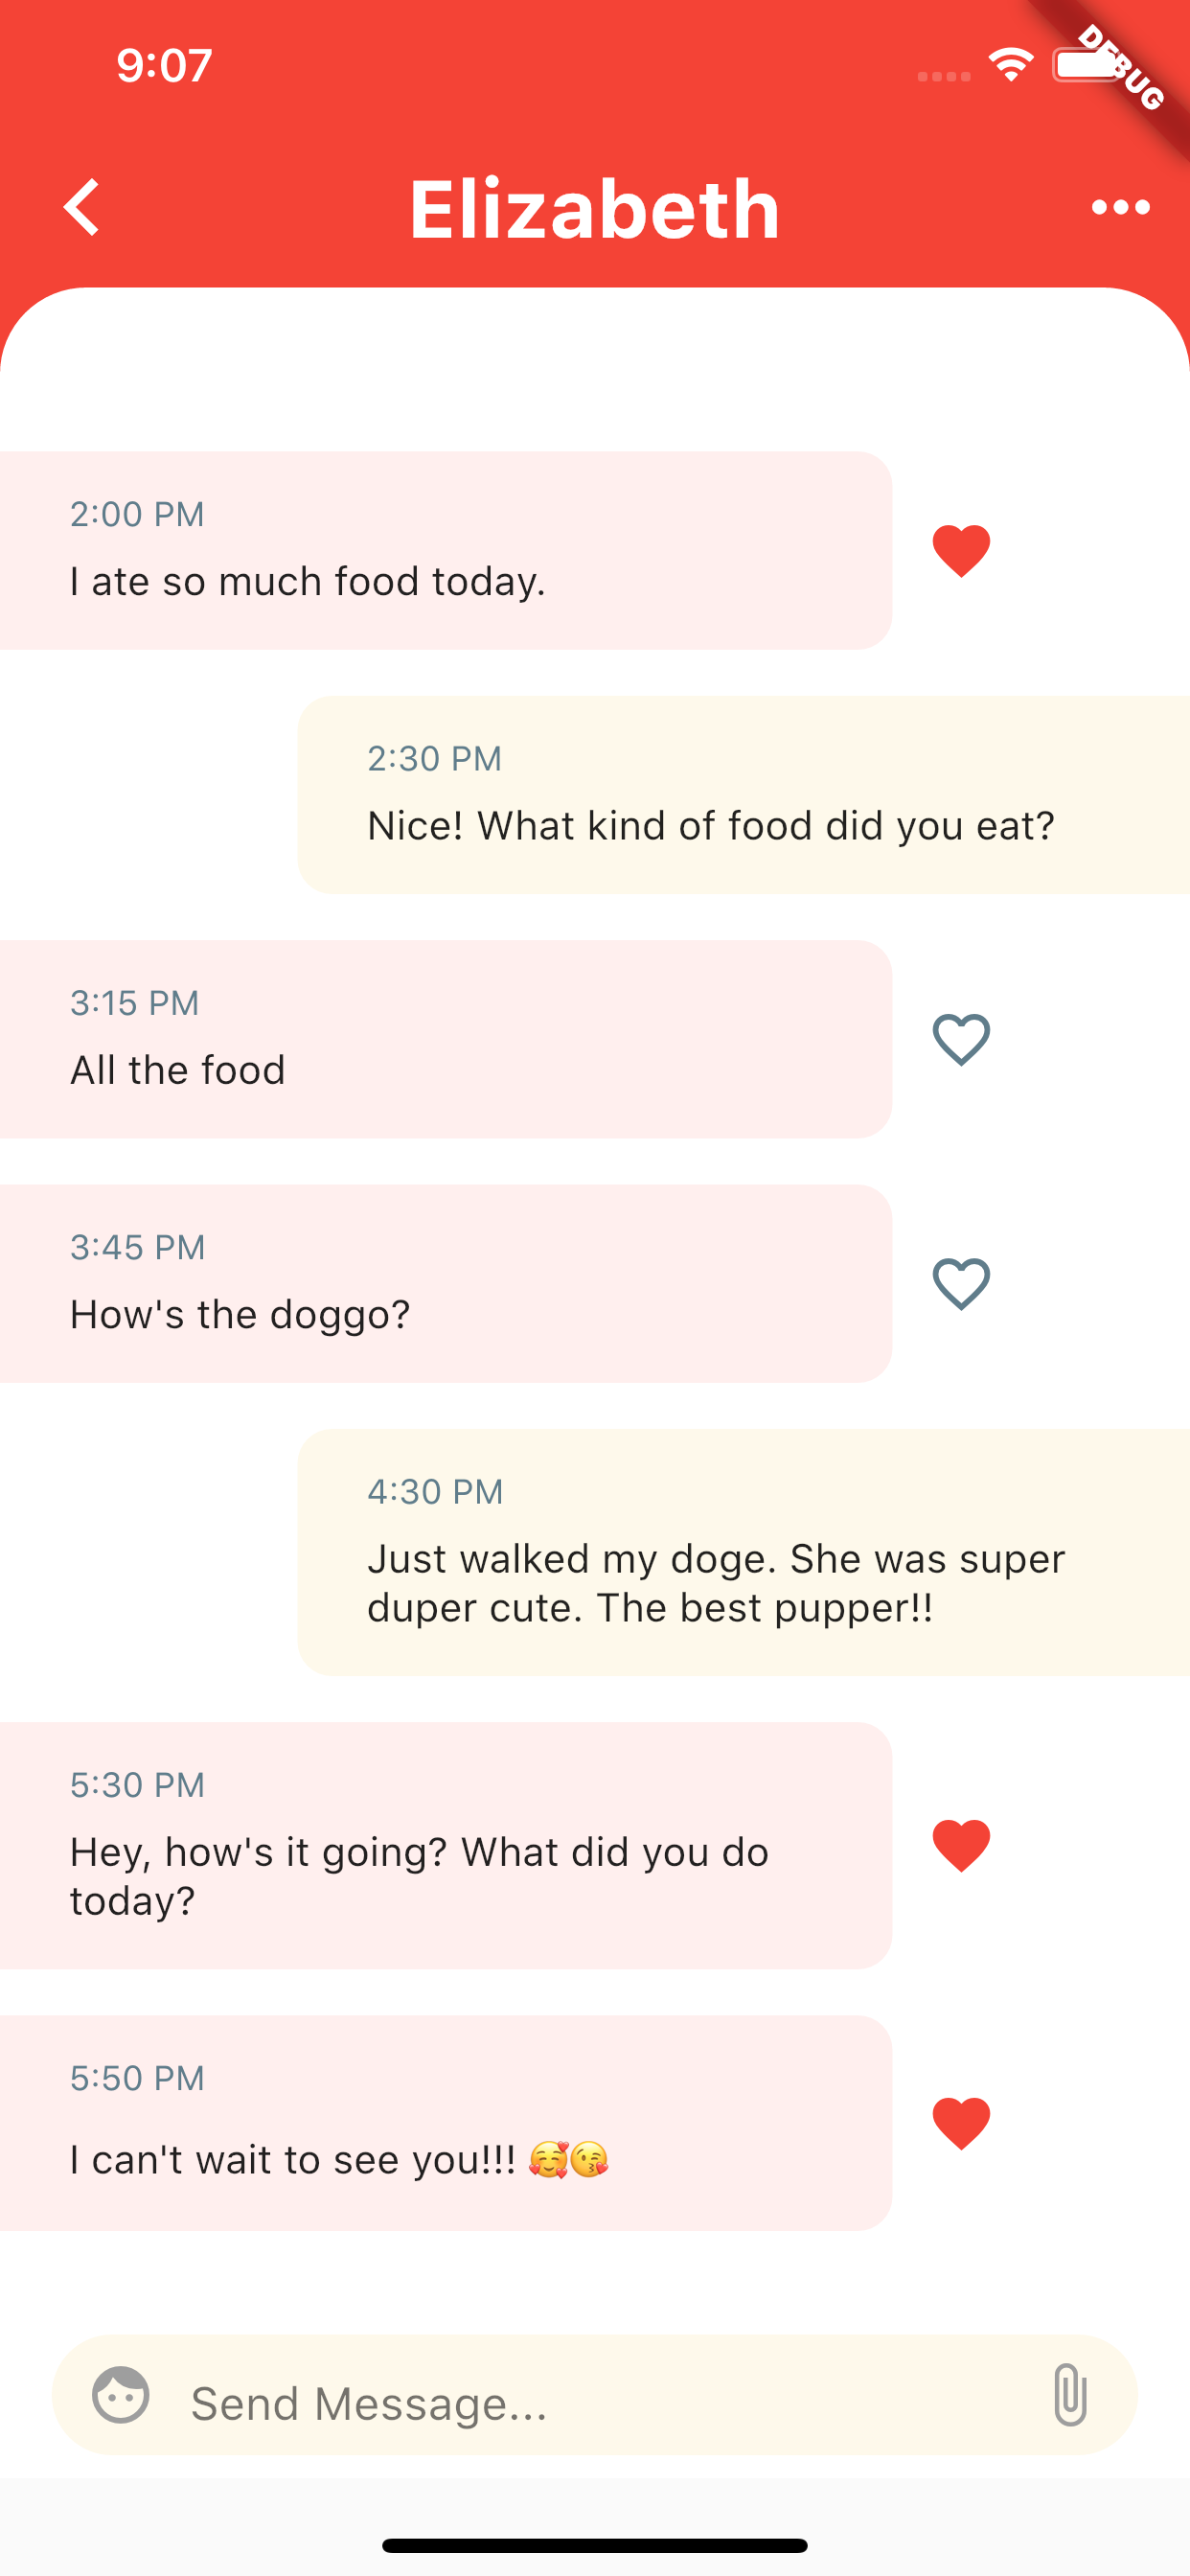 9:07
DEBUG
Elizabeth
2:00 PM
I ate so much food today.
2:30 PM
Nice! What kind of food did you eat?
3:15 PM
All the food
3:45 PM
How's the doggo?
4:30 PM
Just walked my doge. She was super
duper cute. The best pupper!!
5:30 PM
Hey, how's it going? What did you do
today?
5:50 PM
I can't wait to see you!!! 🥰😘
Send Message...